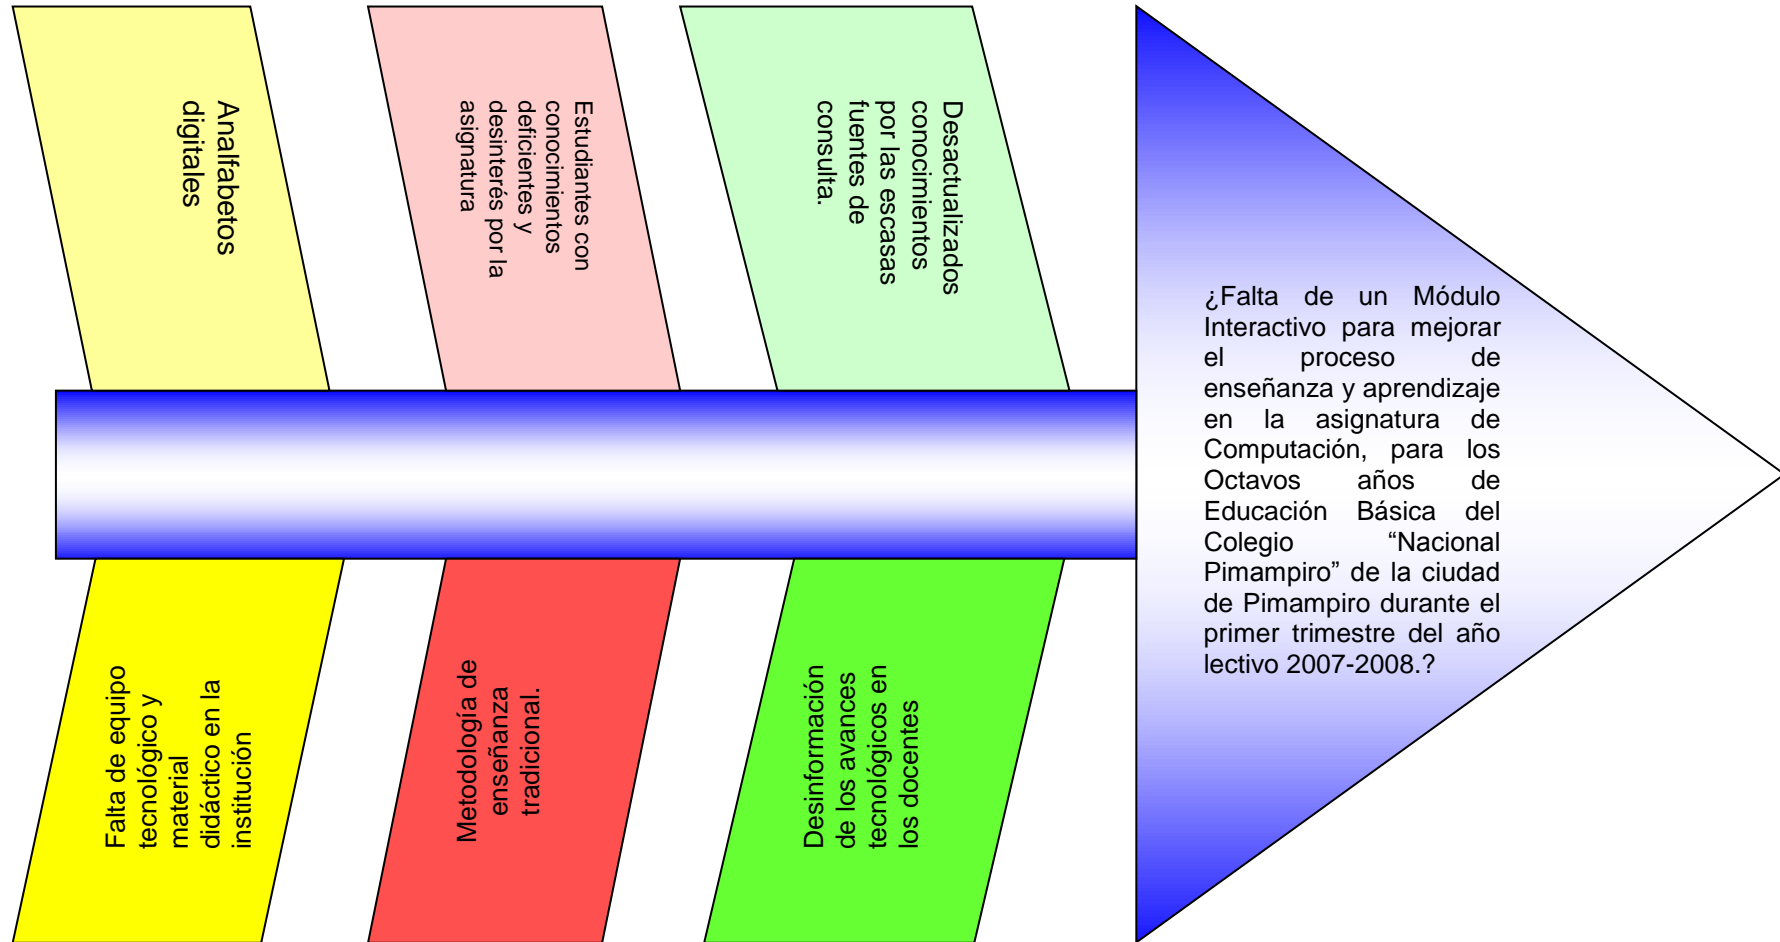 Analfabetos
digitales
Estudiantes con
conocimientos
deficientes y
desinterés por la
asignatura
Desactualizados
conocimientos
por las escasas
fuentes de
consulta.
¿Falta de un Módulo
Interactivo para mejorar
el proceso de
enseñanza y aprendizaje
en la asignatura de
Computación, para los
Octavos años de
Educación Básica del
Colegio “Nacional
Pimampiro” de la ciudad
de Pimampiro durante el
primer trimestre del año
lectivo 2007-2008.?
Falta de equipo
tecnológico y
material
didáctico en la
institución
Metodología de
enseñanza
tradicional.
Desinformación
de los avances
tecnológicos en
los docentes